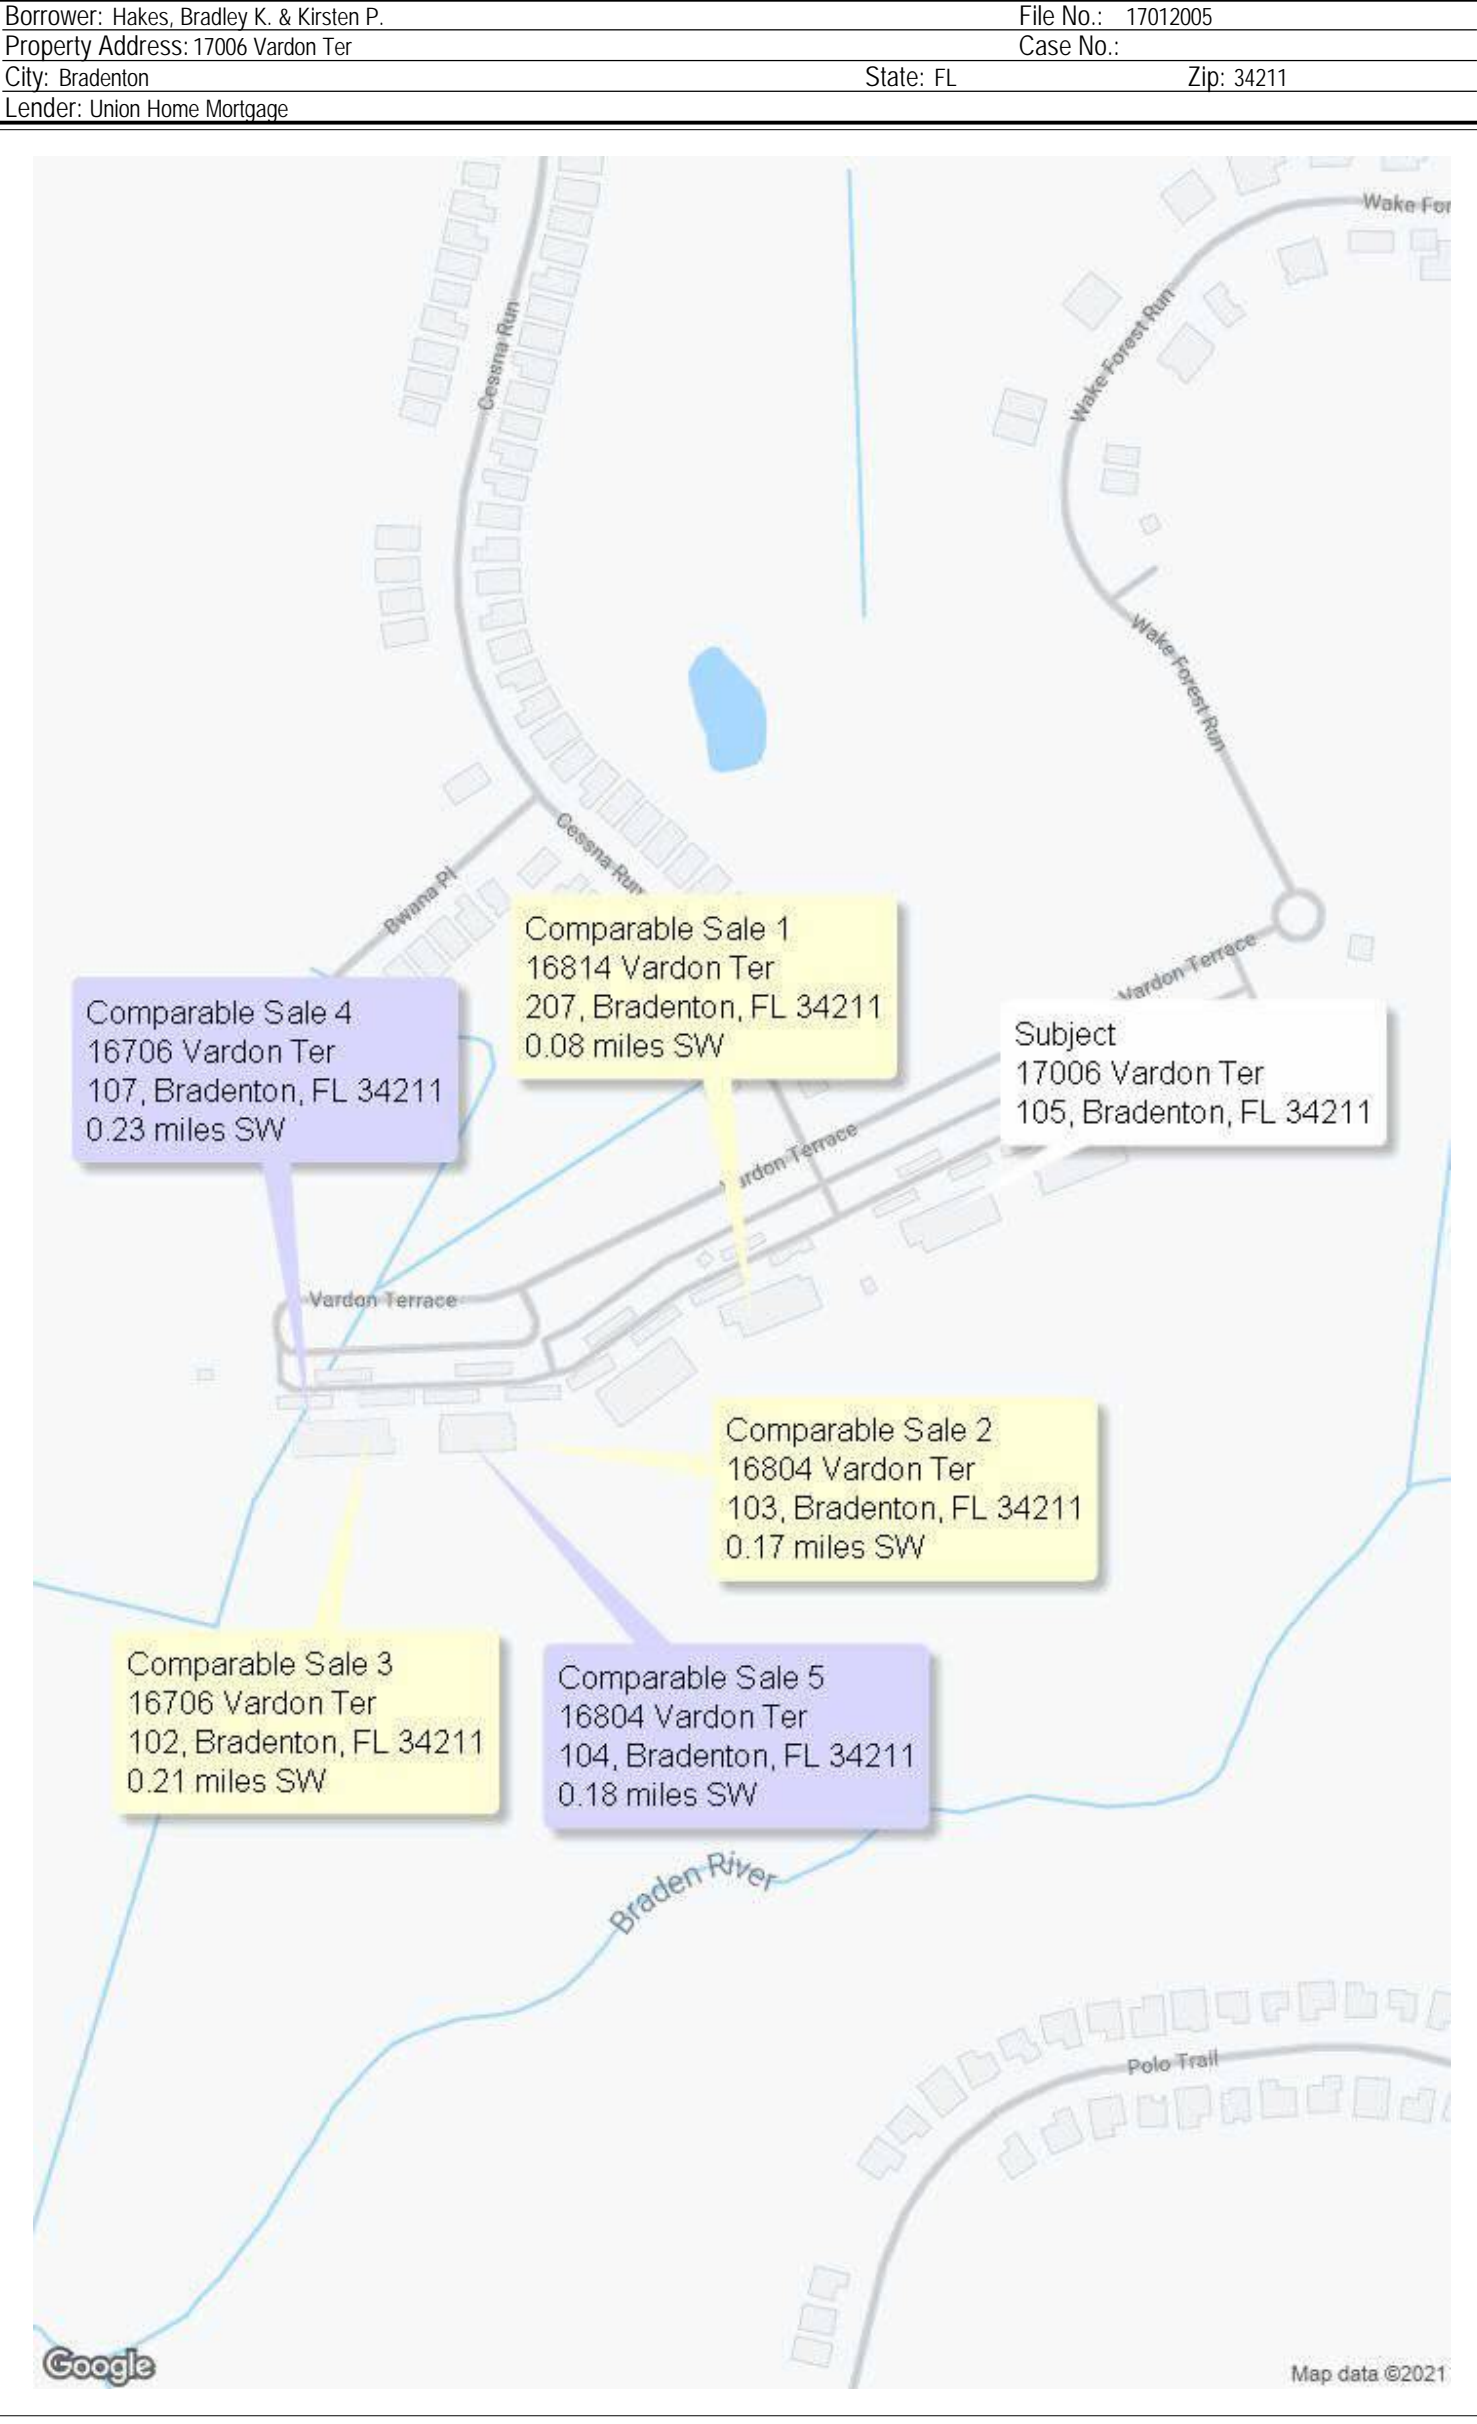 Borrower: Hakes, Bradley K. & Kirsten P. File No.: 17012005
Property Address: 17006 Vardon Ter Case No.:
City: Bradenton State: FL Zip: 34211
Lender: Union Home Mortgage
Wake For
Cessna Run
Wake Forest Run
Wake Forest Run
Cessna Run
Bwana Pl
Comparable Sale 1
16814 Vardon Ter
207, Bradenton, FL 34211
0.08 miles SW
Vardon Terrace
Comparable Sale 4
16706 Vardon Ter
107, Bradenton, FL 34211
0.23 miles SW
Subject
17006 Vardon Ter
105, Bradenton, FL 34211
Vardon Terrace
Vardon Terrace
Comparable Sale 2
16804 Vardon Ter
103, Bradenton, FL 34211
0.17 miles SW
Comparable Sale 3
16706 Vardon Ter
102, Bradenton, FL 34211
0.21 miles SW
Comparable Sale 5
16804 Vardon Ter
104, Bradenton, FL 34211
0.18 miles SW
Braden River
Polo Trail
Google
Map data ©2021